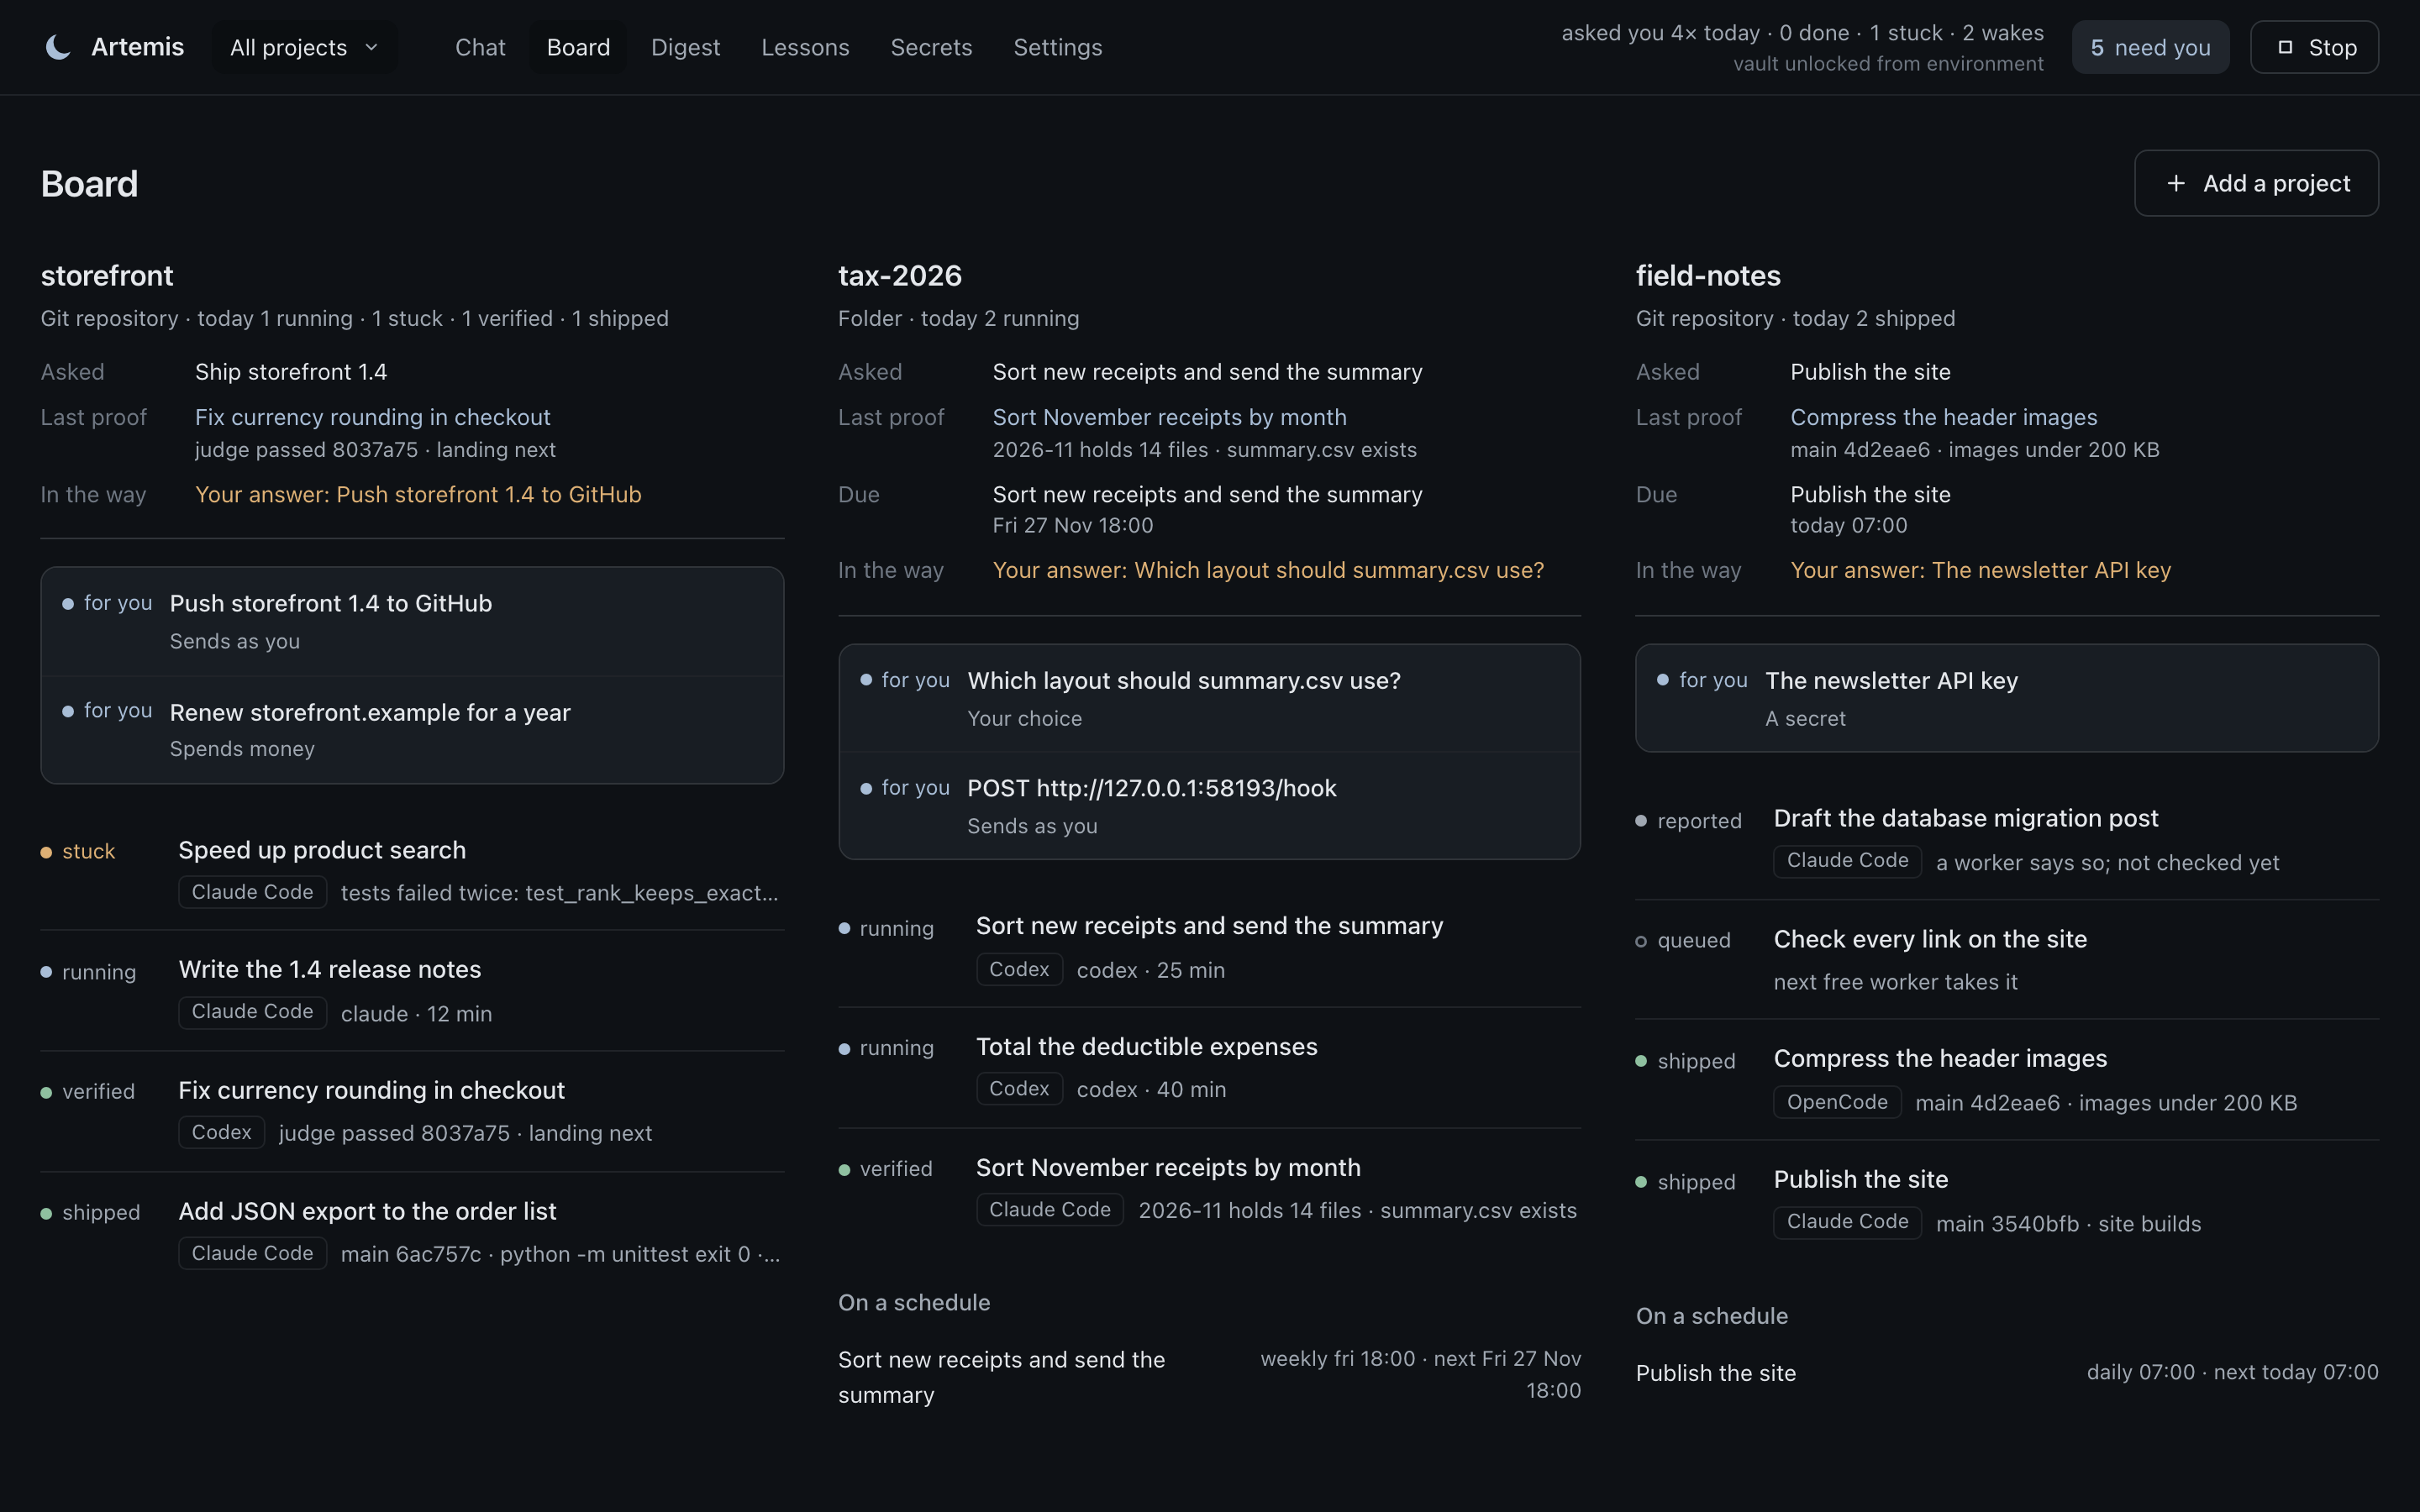 Artemis
All projects
Chat
Board
Digest
Lessons
Secrets
Settings
asked you 4× today · 0 done · 1 stuck · 2 wakes
vault unlocked from environment
5 need you
Stop
Board
Add a project
storefront
Git repository · today 1 running · 1 stuck · 1 verified · 1 shipped
Asked
Ship storefront 1.4
Last proof
Fix currency rounding in checkout
judge passed 8037a75 · landing next
In the way
Your answer: Push storefront 1.4 to GitHub
for you
Push storefront 1.4 to GitHub
Sends as you
for you
Renew storefront.example for a year
Spends money
stuck
Speed up product search
Claude Code
tests failed twice: test_rank_keeps_exact...
running
Write the 1.4 release notes
Claude Code
claude · 12 min
verified
Fix currency rounding in checkout
Codex
judge passed 8037a75 · landing next
shipped
Add JSON export to the order list
Claude Code
main 6ac757c · python -m unittest exit 0 ·...
tax-2026
Folder · today 2 running
Asked
Sort new receipts and send the summary
Last proof
Sort November receipts by month
2026-11 holds 14 files · summary.csv exists
Due
Sort new receipts and send the summary
Fri 27 Nov 18:00
In the way
Your answer: Which layout should summary.csv use?
for you
Which layout should summary.csv use?
Your choice
for you
POST http://127.0.0.1:58193/hook
Sends as you
running
Sort new receipts and send the summary
Codex
codex · 25 min
running
Total the deductible expenses
Codex
codex · 40 min
verified
Sort November receipts by month
Claude Code
2026-11 holds 14 files · summary.csv exists
On a schedule
Sort new receipts and send the
summary
weekly fri 18:00 · next Fri 27 Nov
18:00
field-notes
Git repository · today 2 shipped
Asked
Publish the site
Last proof
Compress the header images
main 4d2eae6 · images under 200 KB
Due
Publish the site
today 07:00
In the way
Your answer: The newsletter API key
for you
The newsletter API key
A secret
reported
Draft the database migration post
Claude Code
a worker says so; not checked yet
queued
Check every link on the site
next free worker takes it
shipped
Compress the header images
OpenCode
main 4d2eae6 · images under 200 KB
shipped
Publish the site
Claude Code
main 3540bfb · site builds
On a schedule
Publish the site
daily 07:00 · next today 07:00